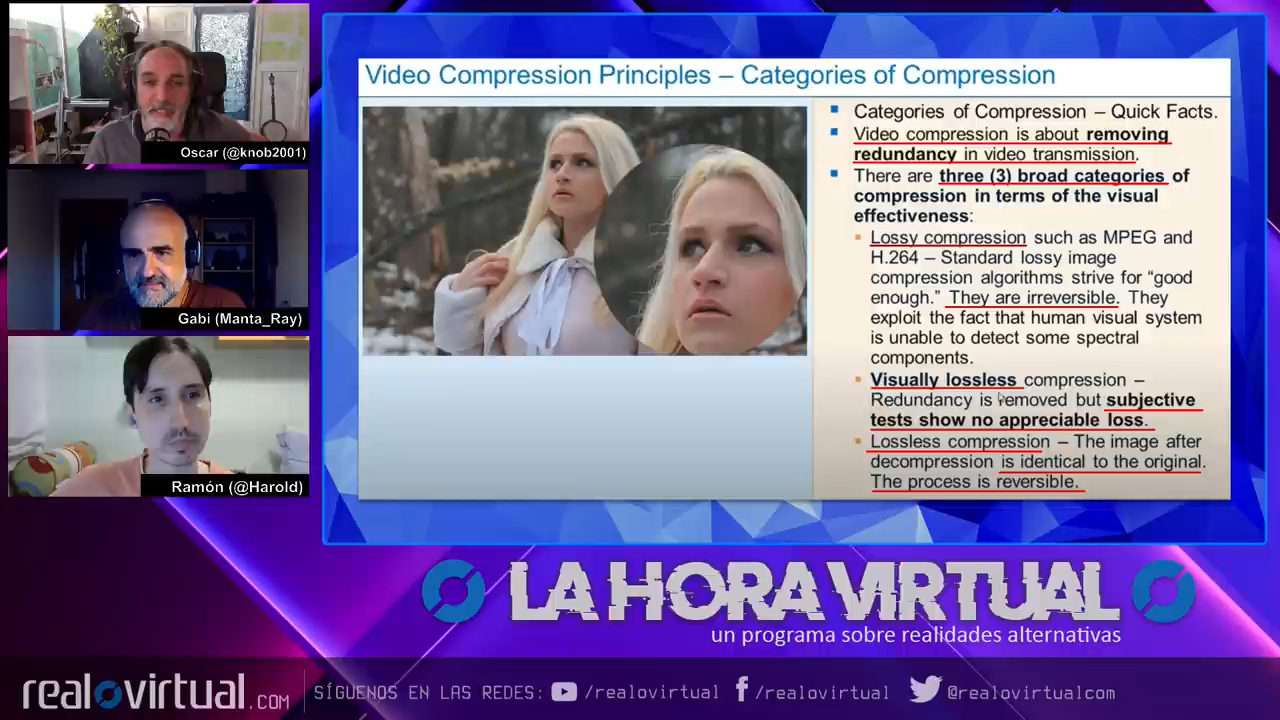 Oscar (@knob2001)
Gabi (Manta_Ray)
Ramón (@Harold)
Video Compression Principles – Categories of Compression
Categories of Compression – Quick Facts.
Video compression is about removing
redundancy in video transmission.
There are three (3) broad categories of
compression in terms of the visual
effectiveness:
Lossy compression such as MPEG and
H.264 – Standard lossy image
compression algorithms strive for “good
enough.” They are irreversible. They
exploit the fact that human visual system
is unable to detect some spectral
components.
Visually lossless compression –
Redundancy is removed but subjective
tests show no appreciable loss.
Lossless compression – The image after
decompression is identical to the original.
The process is reversible.
LA HORA VIRTUAL
un programa sobre realidades alternativas
realovirtual.COM
SÍGUENOS EN LAS REDES: /realovirtual /realovirtual @realovirtual.com